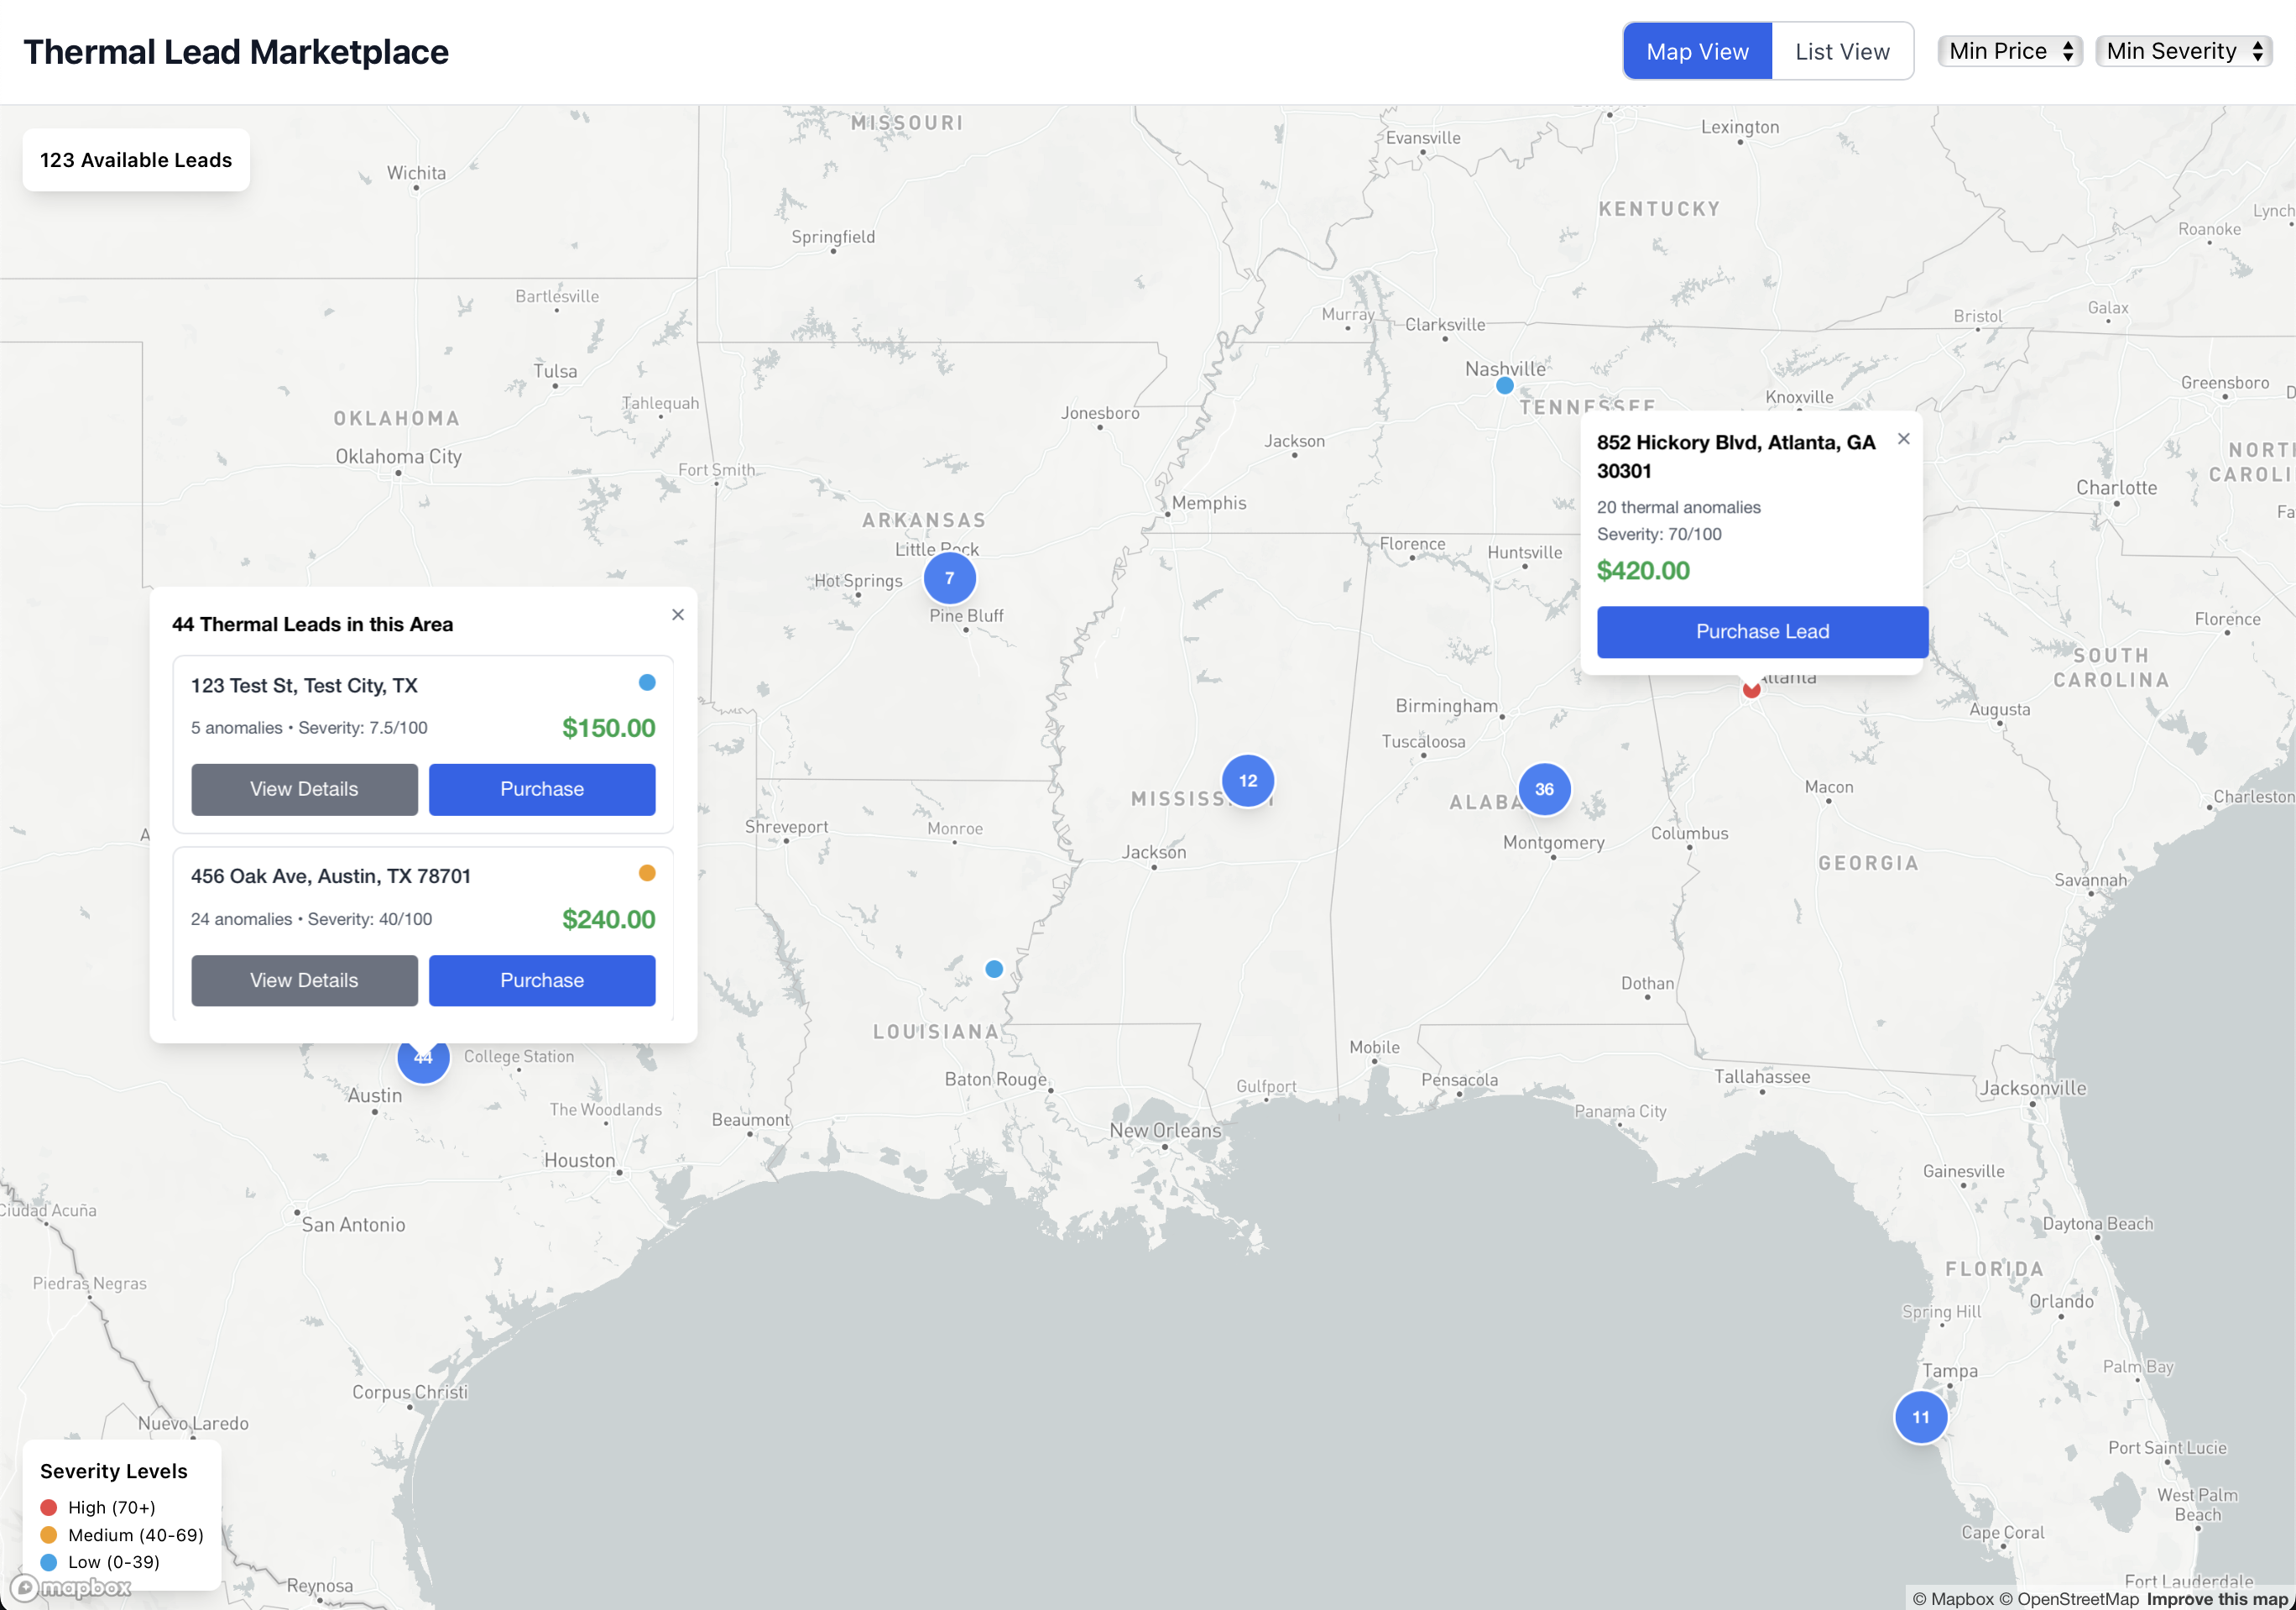 Thermal Lead Marketplace
Map View
List View
Min Price
Min Severity
123 Available Leads
MISSOURI
Evansville
Lexington
Wichita
KENTUCKY
Lynch
Roanoke
Springfield
Bartlesville
Murray
Clarksville
Bristol
Galax
Tulsa
Nashville
Knoxville
Greensboro
Tahlequah
Jonesboro
TENNESSEE
OKLAHOMA
Jackson
Oklahoma City
Fort Smith
NORTH
CAROLI
Charlotte
Memphis
Fa
ARKANSAS
Little Rock
Florence
Huntsville
Hot Springs
7
Pine Bluff
852 Hickory Blvd, Atlanta, GA
30301
20 thermal anomalies
Severity: 70/100
$420.00
Purchase Lead
Atlanta
Florence
SOUTH
CAROLINA
44 Thermal Leads in this Area
123 Test St, Test City, TX
5 anomalies • Severity: 7.5/100
$150.00
View Details
Purchase
456 Oak Ave, Austin, TX 78701
24 anomalies • Severity: 40/100
$240.00
View Details
Purchase
44
Birmingham
Augusta
Tuscaloosa
12
MISSISS
36
ALABA
Macon
Charleston
A
Shreveport
Monroe
Columbus
Montgomery
Jackson
GEORGIA
Savannah
Dothan
LOUISIANA
Mobile
College Station
Baton Rouge
Gulfport
Pensacola
Tallahassee
Jacksonville
Austin
The Woodlands
Beaumont
Panama City
New Orleans
Houston
Gainesville
Ciudad Acuña
San Antonio
Daytona Beach
FLORIDA
Piedras Negras
Orlando
Spring Hill
Tampa
Palm Bay
Corpus Christi
11
Nuevo Laredo
Port Saint Lucie
Severity Levels
High (70+)
Medium (40-69)
Low (0-39)
West Palm
Beach
Cape Coral
Reynosa
Fort Lauderdale
mapbox
© Mapbox © OpenStreetMap Improve this map